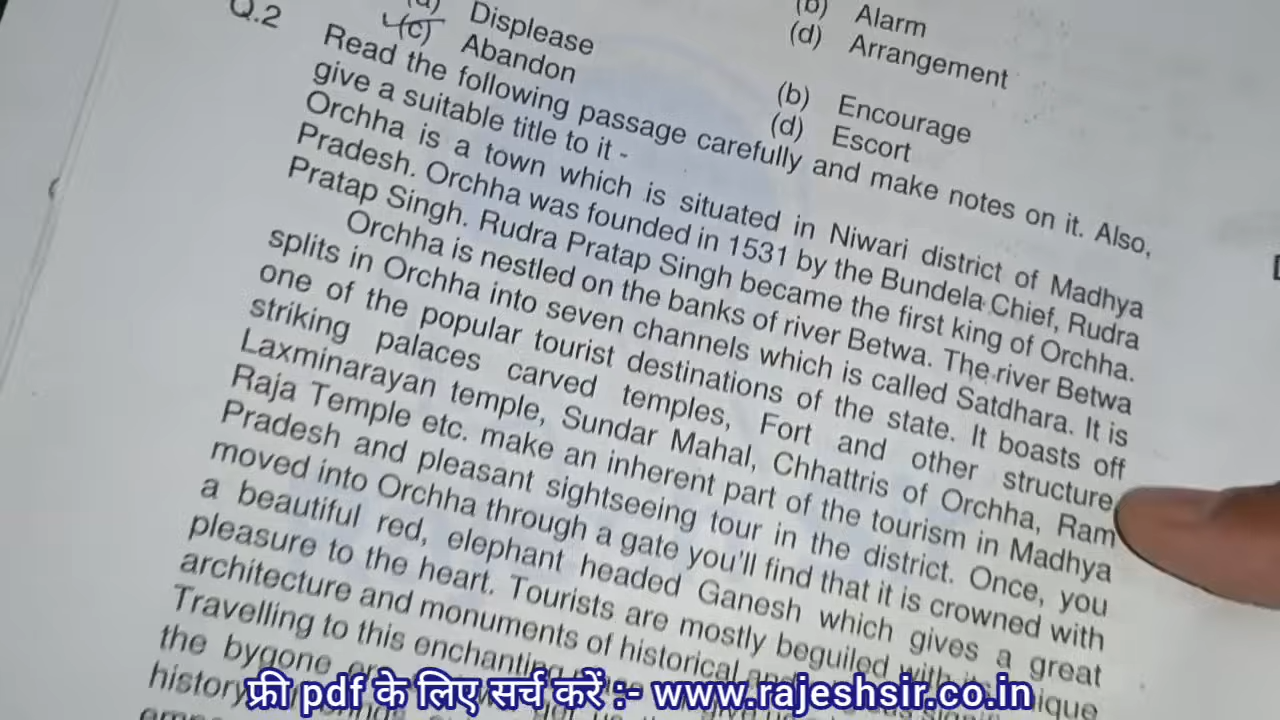 (a) Displease
(b) Alarm
(c) Abandon
(d) Arrangement
(b) Encourage
(d) Escort
Q.2 Read the following passage carefully and make notes on it. Also,
give a suitable title to it -
Orchha is a town which is situated in Niwari district of Madhya
Pradesh. Orchha was founded in 1531 by the Bundela Chief, Rudra
Pratap Singh. Rudra Pratap Singh became the first king of Orchha.
Orchha is nestled on the banks of river Betwa. The river Betwa
splits in Orchha into seven channels which is called Satdhara. It is
one of the popular tourist destinations of the state. It boasts off
striking palaces carved temples, Fort and other structure
Laxminarayan temple, Sundar Mahal, Chhattris of Orchha, Ram
Raja Temple etc. make an inherent part of the tourism in Madhya
Pradesh and pleasant sightseeing tour in the district. Once, you
moved into Orchha through a gate you'll find that it is crowned with
a beautiful red, elephant headed Ganesh which gives a great
pleasure to the heart. Tourists are mostly beguiled with its unique
architecture and monuments of historical and
Travelling to this enchanting
the bygone
history
फ्री pdf के लिए सर्च करें :- www.rajeshsir.co.in